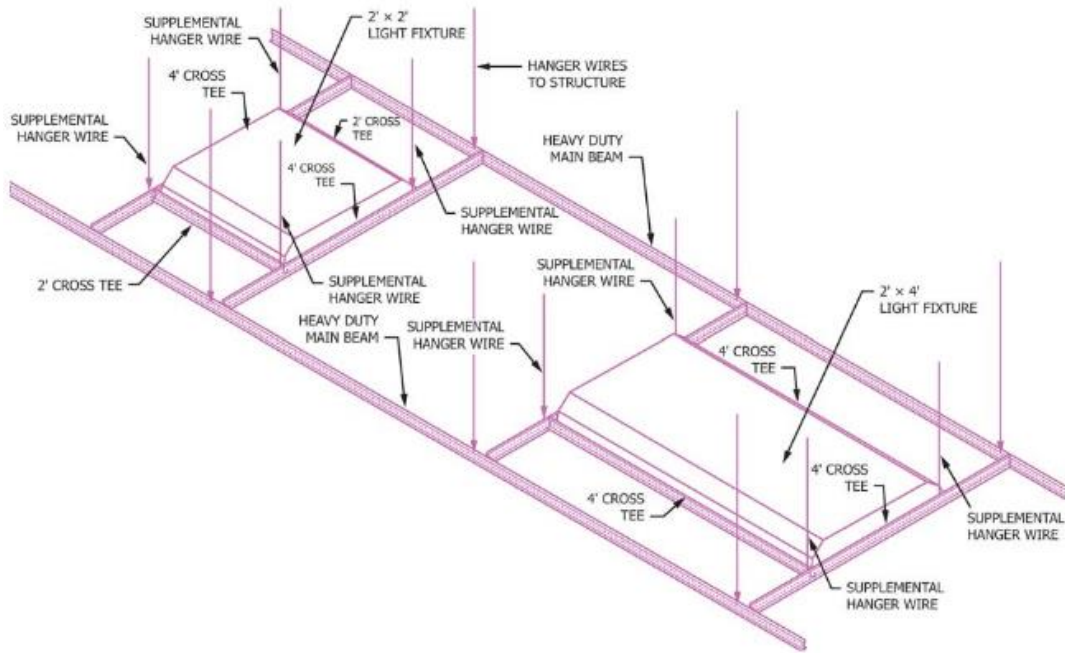 SUPPLEMENTAL
HANGER WIRE
2' × 2'
LIGHT FIXTURE
4' CROSS
TEE
HANGER WIRES
TO STRUCTURE
SUPPLEMENTAL
HANGER WIRE
2' CROSS
TEE
4' CROSS
TEE
HEAVY DUTY
MAIN BEAM
SUPPLEMENTAL
HANGER WIRE
2' CROSS TEE
SUPPLEMENTAL
HANGER WIRE
SUPPLEMENTAL
HANGER WIRE
2' × 4'
LIGHT FIXTURE
HEAVY DUTY
MAIN BEAM
SUPPLEMENTAL
HANGER WIRE
4' CROSS
TEE
4' CROSS
TEE
4' CROSS
TEE
SUPPLEMENTAL
HANGER WIRE
SUPPLEMENTAL
HANGER WIRE